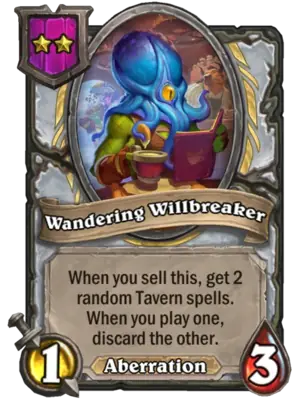 Wandering Willbreaker
When you sell this, get 2
random Tavern spells.
When you play one,
discard the other.
1
Aberration
3